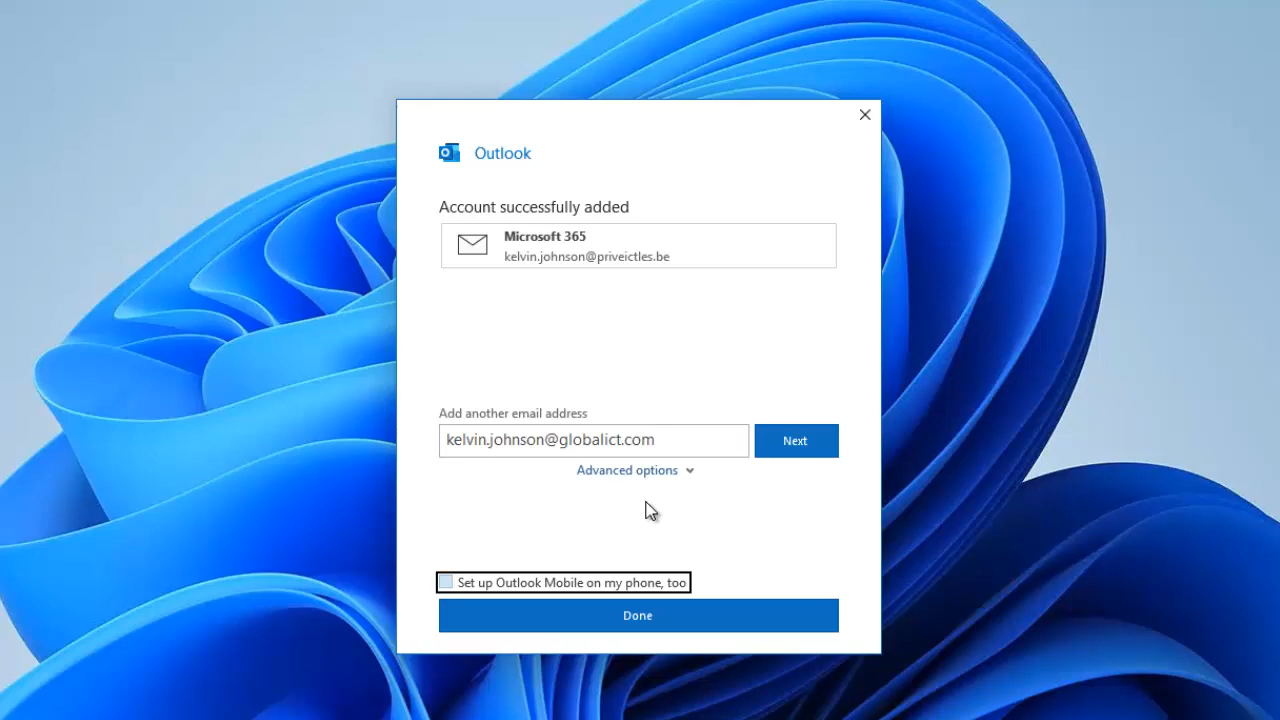 Outlook
Account successfully added
Microsoft 365
kelvin.johnson@priveictles.be
Add another email address
kelvin.johnson@globalict.com
Next
Advanced options
Set up Outlook Mobile on my phone, too
Done